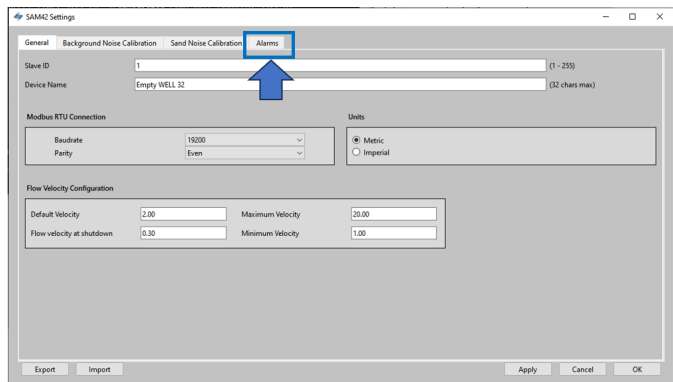 SAM42 Settings
General Background Noise Calibration Sand Noise Calibration Alarms
Slave ID 1 (1 - 255)
Device Name Empty WELL 32 (32 chars max)
Modbus RTU Connection Units
Baudrate 19200 Metric
Parity Even Imperial
Flow Velocity Configuration
Default Velocity 2.00 Maximum Velocity 20.00
Flow velocity at shutdown 0.30 Minimum Velocity 1.00
Export Import Apply Cancel OK